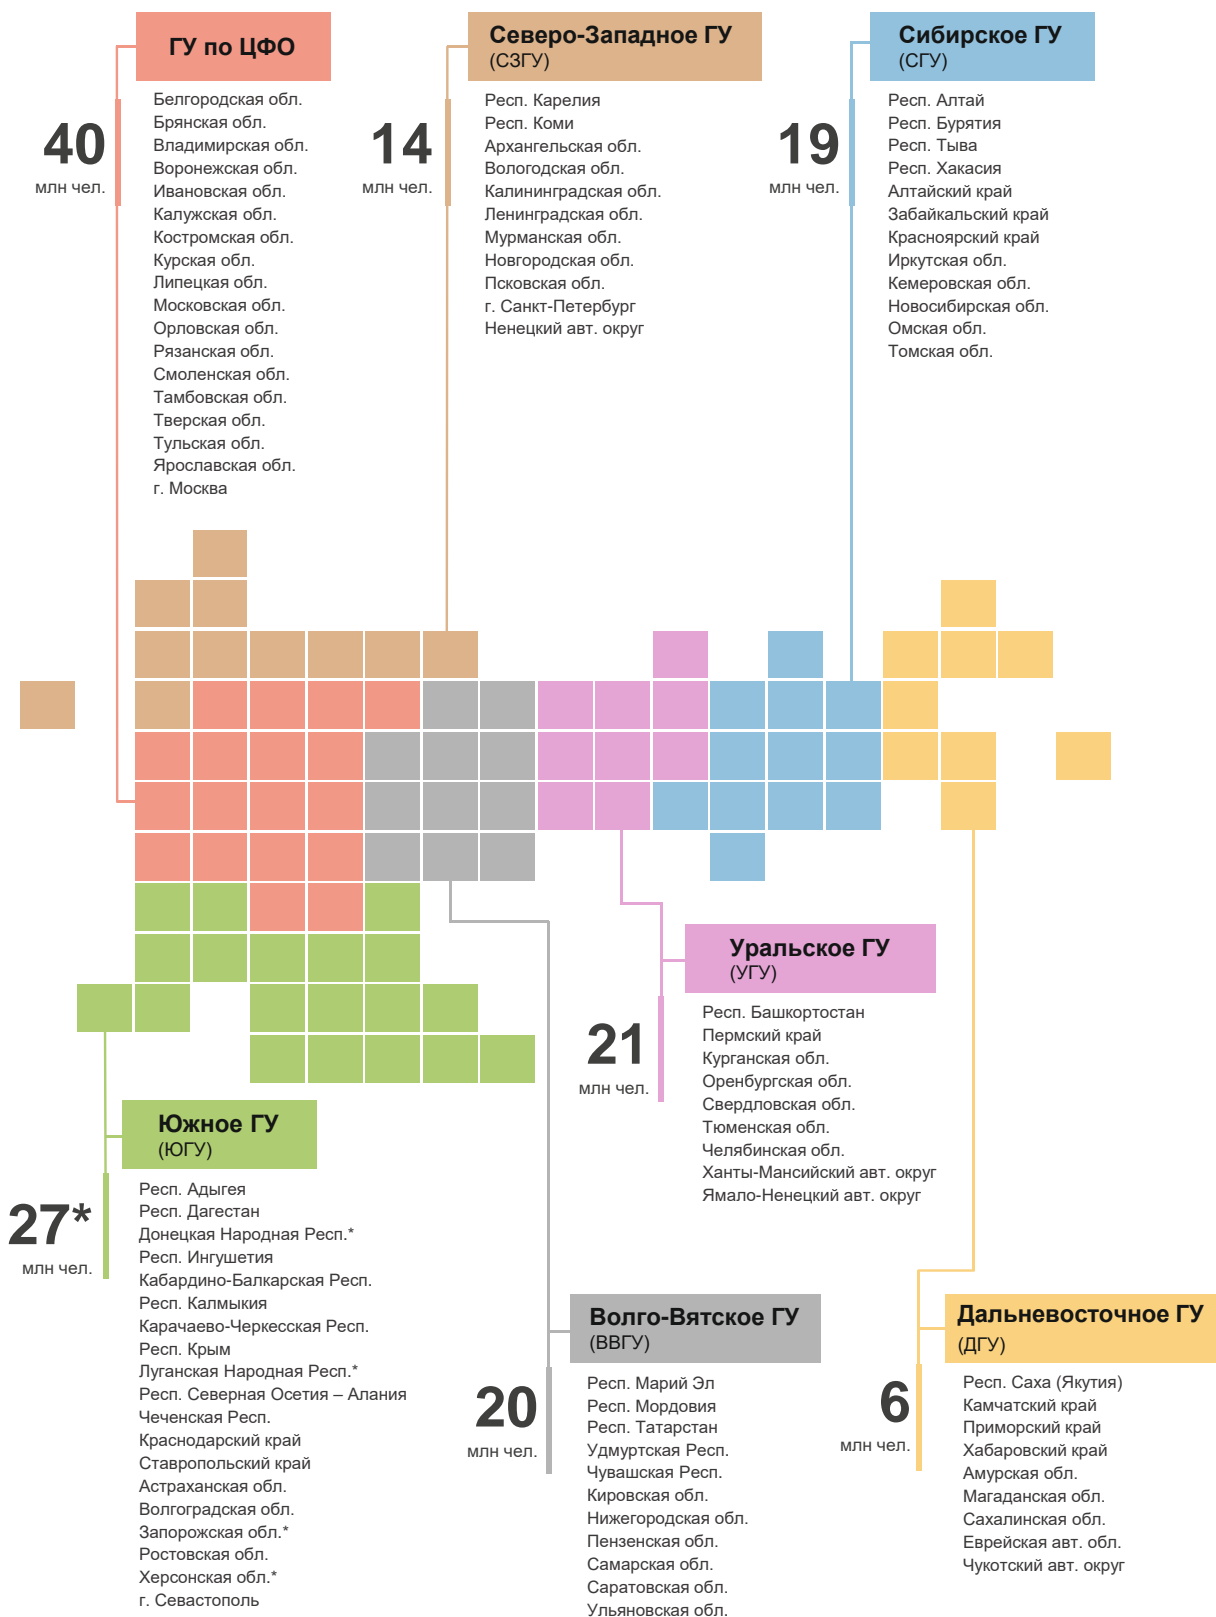 ГУ по ЦФО
40
млн чел.
Белгородская обл.
Брянская обл.
Владимирская обл.
Воронежская обл.
Ивановская обл.
Калужская обл.
Костромская обл.
Курская обл.
Липецкая обл.
Московская обл.
Орловская обл.
Рязанская обл.
Смоленская обл.
Тамбовская обл.
Тверская обл.
Тульская обл.
Ярославская обл.
г. Москва
Северо-Западное ГУ
(СЗГУ)
14
млн чел.
Респ. Карелия
Респ. Коми
Архангельская обл.
Вологодская обл.
Калининградская обл.
Ленинградская обл.
Мурманская обл.
Новгородская обл.
Псковская обл.
г. Санкт-Петербург
Ненецкий авт. округ
Сибирское ГУ
(СГУ)
19
млн чел.
Респ. Алтай
Респ. Бурятия
Респ. Тыва
Респ. Хакасия
Алтайский край
Забайкальский край
Красноярский край
Иркутская обл.
Кемеровская обл.
Новосибирская обл.
Омская обл.
Томская обл.
Уральское ГУ
(УГУ)
21
млн чел.
Респ. Башкортостан
Пермский край
Курганская обл.
Оренбургская обл.
Свердловская обл.
Тюменская обл.
Челябинская обл.
Ханты-Мансийский авт. округ
Ямало-Ненецкий авт. округ
Южное ГУ
(ЮГУ)
27*
млн чел.
Респ. Адыгея
Респ. Дагестан
Донецкая Народная Респ.*
Респ. Ингушетия
Кабардино-Балкарская Респ.
Респ. Калмыкия
Карачаево-Черкесская Респ.
Респ. Крым
Луганская Народная Респ.*
Респ. Северная Осетия – Алания
Чеченская Респ.
Краснодарский край
Ставропольский край
Астраханская обл.
Волгоградская обл.
Запорожская обл.*
Ростовская обл.
Херсонская обл.*
г. Севастополь
Волго-Вятское ГУ
(ВВГУ)
20
млн чел.
Респ. Марий Эл
Респ. Мордовия
Респ. Татарстан
Удмуртская Респ.
Чувашская Респ.
Кировская обл.
Нижегородская обл.
Пензенская обл.
Самарская обл.
Саратовская обл.
Ульяновская обл.
Дальневосточное ГУ
(ДГУ)
6
млн чел.
Респ. Саха (Якутия)
Камчатский край
Приморский край
Хабаровский край
Амурская обл.
Магаданская обл.
Сахалинская обл.
Еврейская авт. обл.
Чукотский авт. округ